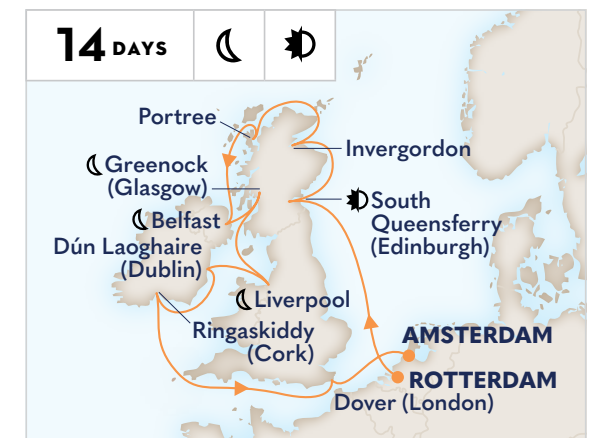 14 DAYS
Portree
Invergordon
Greenock
(Glasgow)
South
Queensferry
(Edinburgh)
Belfast
Dún Laoghaire
(Dublin)
Liverpool
Ringaskiddy
(Cork)
AMSTERDAM
ROTTERDAM
Dover (London)